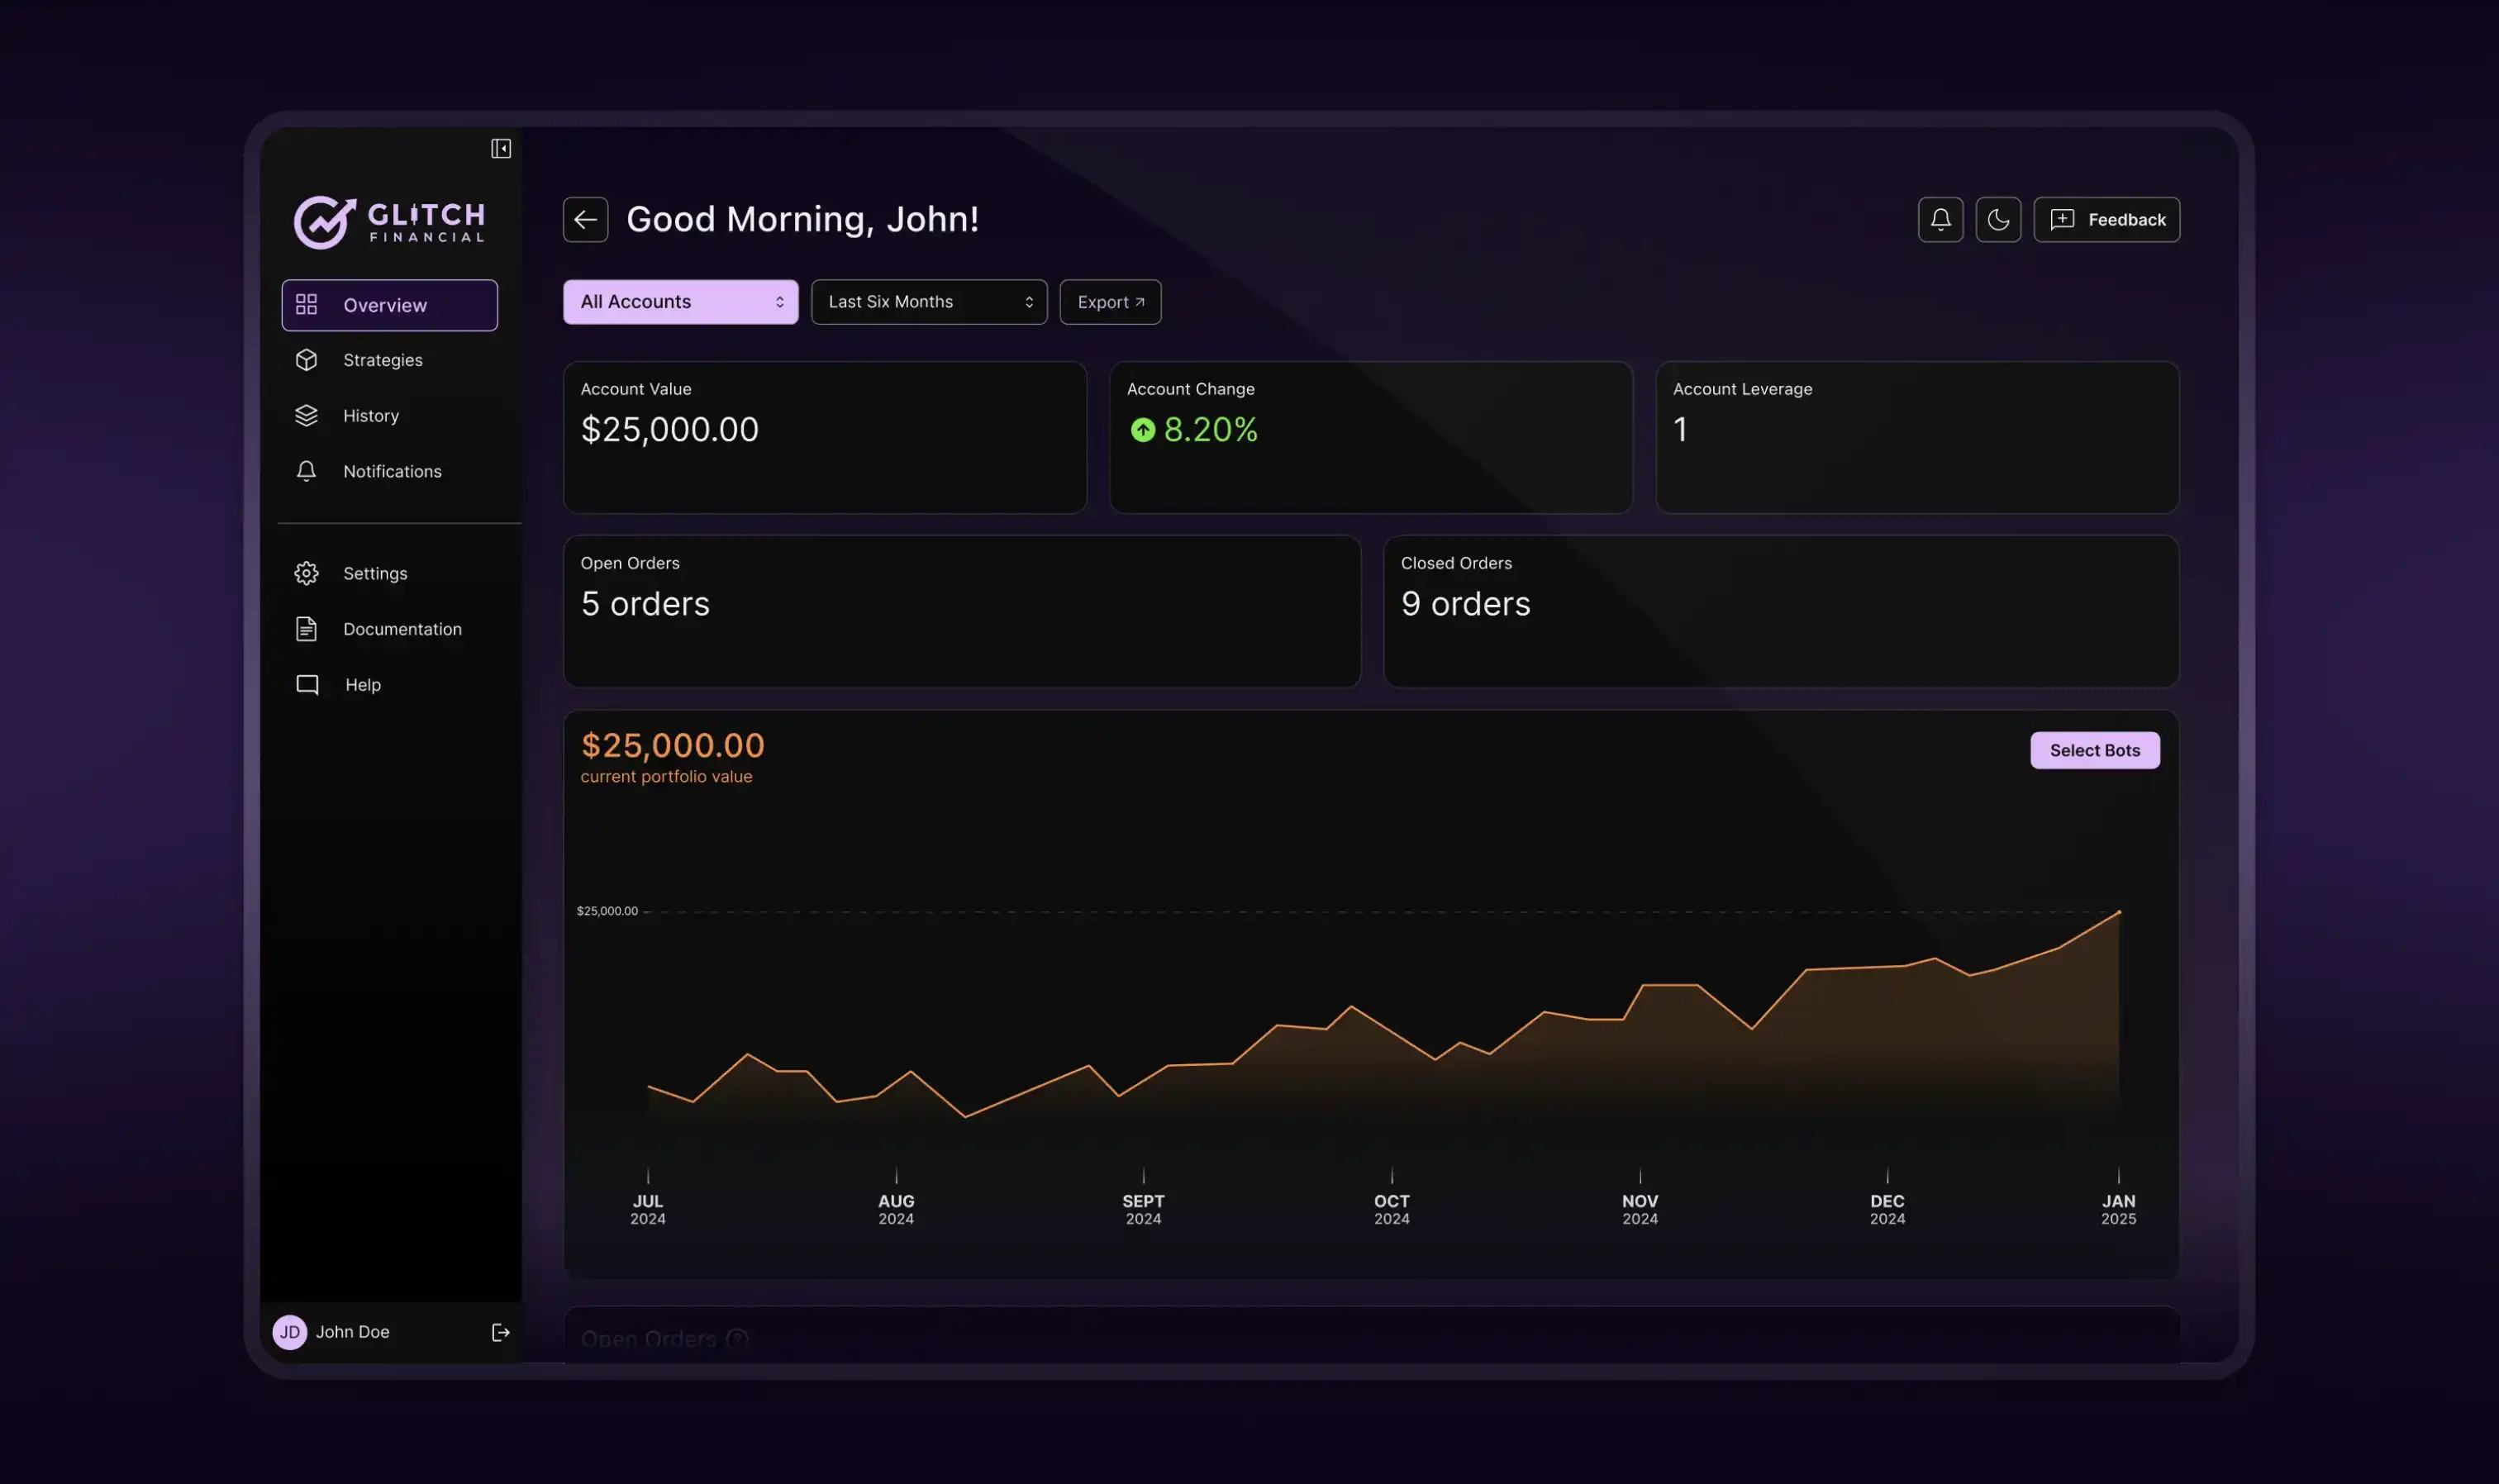 GLITCH
FINANCIAL
Overview
Strategies
History
Notifications
Settings
Documentation
Help
JD John Doe
Good Morning, John!
Feedback
All Accounts
Last Six Months
Export
Account Value
$25,000.00
Account Change
8.20%
Account Leverage
1
Open Orders
5 orders
Closed Orders
9 orders
$25,000.00
current portfolio value
Select Bots
$25,000.00
JUL
2024
AUG
2024
SEPT
2024
OCT
2024
NOV
2024
DEC
2024
JAN
2025
Open Orders ?